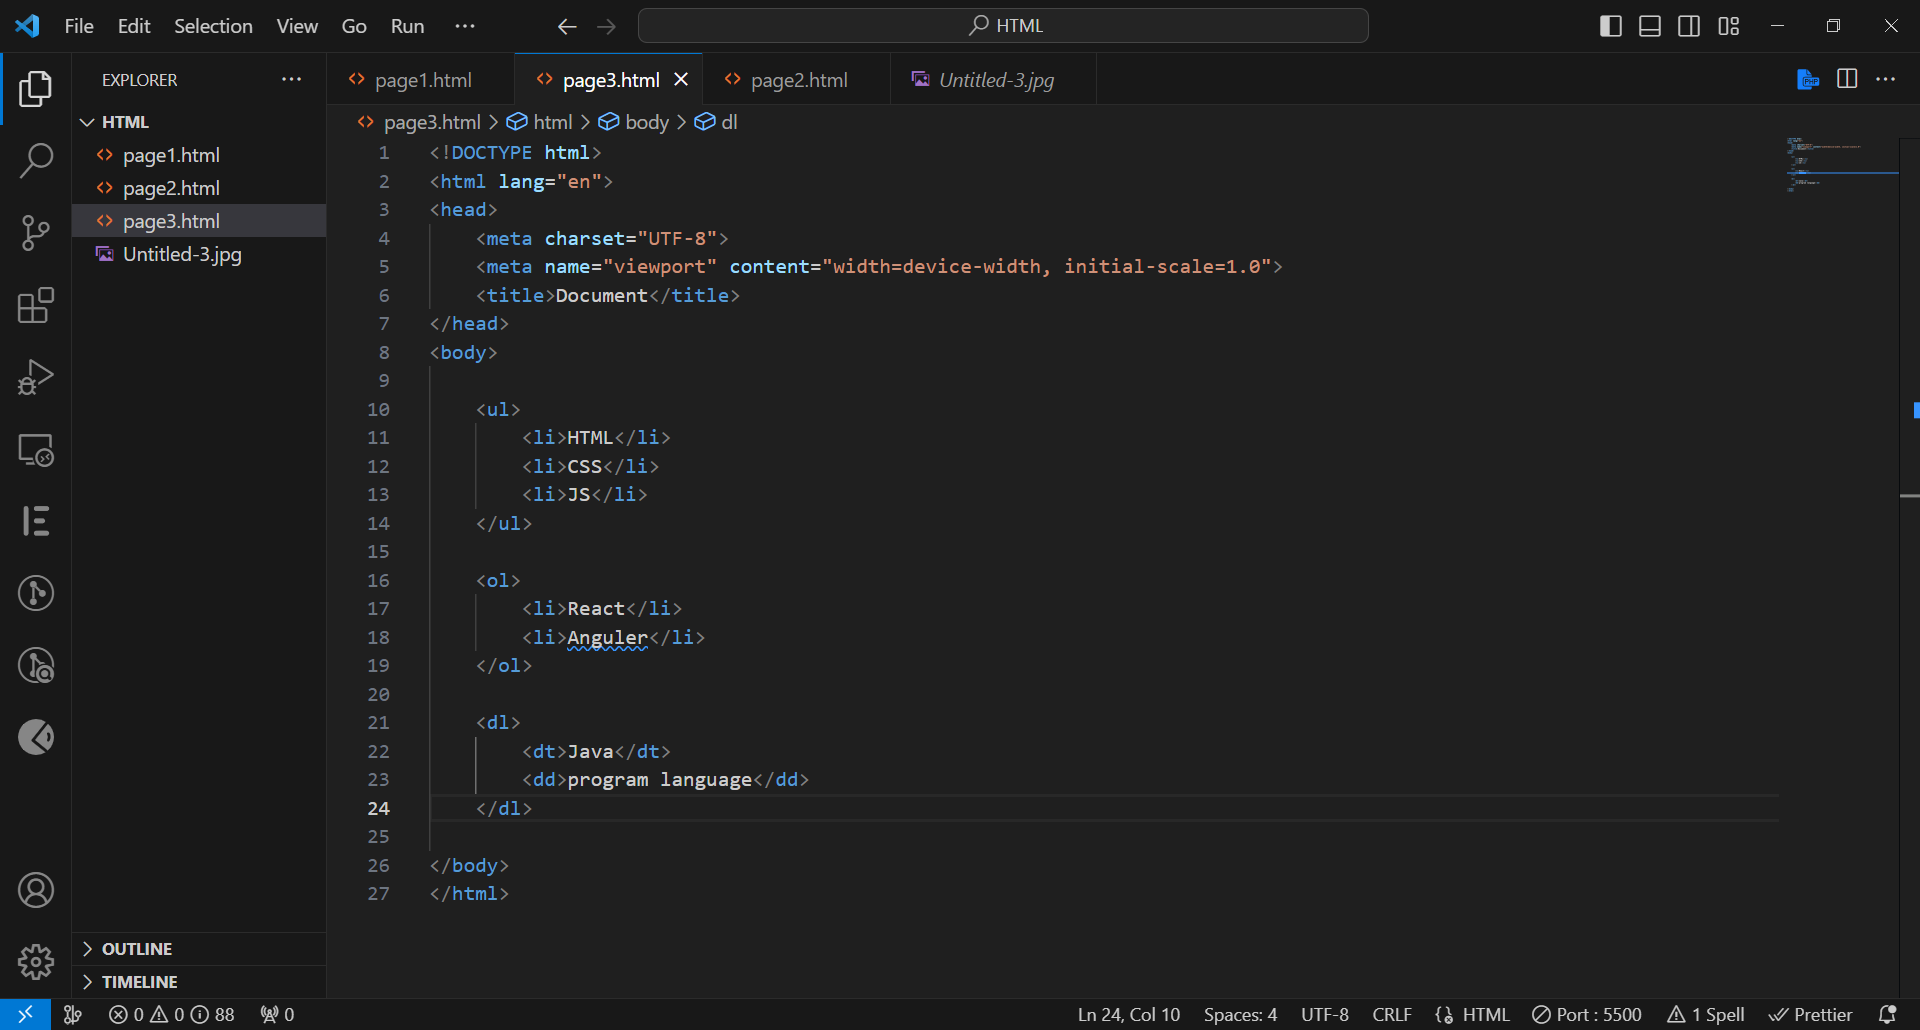 File Edit Selection View Go Run ··· HTML
EXPLORER ···
HTML
page1.html
page2.html
page3.html
Untitled-3.jpg
OUTLINE
TIMELINE
page1.html page3.html page2.html Untitled-3.jpg
page3.html > html > body > dl
1 <!DOCTYPE html>
2 <html lang="en">
3 <head>
4 <meta charset="UTF-8">
5 <meta name="viewport" content="width=device-width, initial-scale=1.0">
6 <title>Document</title>
7 </head>
8 <body>
9
10 <ul>
11 <li>HTML</li>
12 <li>CSS</li>
13 <li>JS</li>
14 </ul>
15
16 <ol>
17 <li>React</li>
18 <li>Anguler</li>
19 </ol>
20
21 <dl>
22 <dt>Java</dt>
23 <dd>program language</dd>
24 </dl>
25
26 </body>
27 </html>
0 0 88 0 Ln 24, Col 10 Spaces: 4 UTF-8 CRLF {} HTML Port : 5500 1 Spell Prettier